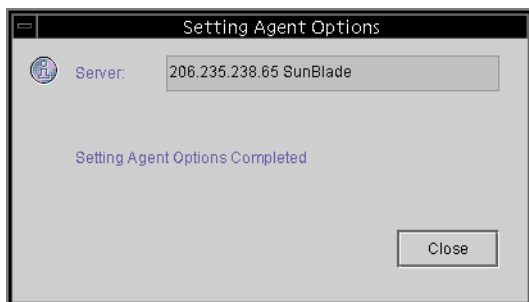 Setting Agent Options
Server: 206.235.238.65 SunBlade
Setting Agent Options Completed
Close